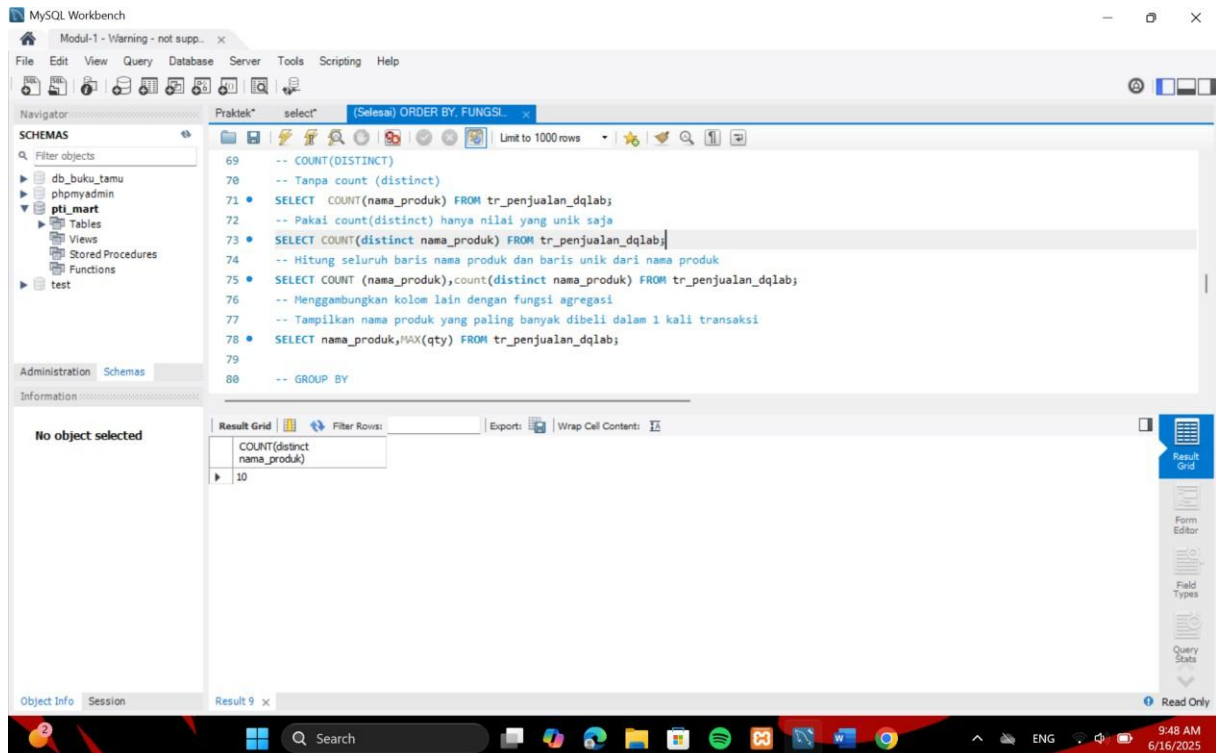 MySQL Workbench
Modul-1 - Warning - not supp..
File Edit View Query Database Server Tools Scripting Help
Navigator
Praktek* select* (Selesai) ORDER BY, FUNGSI..
SCHEMAS
Limit to 1000 rows
Filter objects
db_buku_tamu
phpmyadmin
pti_mart
Tables
Views
Stored Procedures
Functions
test
69 -- COUNT(DISTINCT)
70 -- Tanpa count (distinct)
71 SELECT COUNT(nama_produk) FROM tr_penjualan_dqlab;
72 -- Pakai count(distinct) hanya nilai yang unik saja
73 SELECT COUNT(distinct nama_produk) FROM tr_penjualan_dqlab;
74 -- Hitung seluruh baris nama produk dan baris unik dari nama produk
75 SELECT COUNT (nama_produk),count(distinct nama_produk) FROM tr_penjualan_dqlab;
76 -- Menggambungkan kolom lain dengan fungsi agregasi
77 -- Tampilkan nama produk yang paling banyak dibeli dalam 1 kali transaksi
78 SELECT nama_produk,MAX(qty) FROM tr_penjualan_dqlab;
79
80 -- GROUP BY
Administration Schemas
Information
No object selected
Result Grid Filter Rows: Export: Wrap Cell Content:
COUNT(distinct
nama_produk)
10
Result
Grid
Form
Editor
Field
Types
Query
Stats
Object Info Session
Result 9
Read Only
2
Search
ENG
9:48 AM
6/16/2025